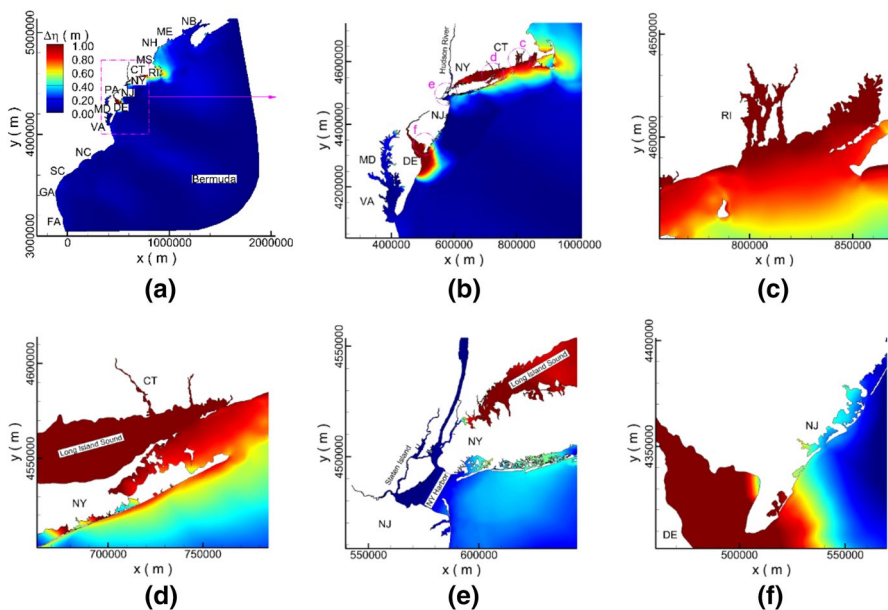 Δη ( m )
1.00
0.80
0.60
0.40
0.20
0.00
NB
ME
NH
MS
CT
RI
NY
PA
NJ
MD
DE
VA
NC
SC
GA
FA
Bermuda
5000000
4000000
3000000
y ( m )
0
1000000
2000000
x ( m )
(a)
Hudson River
CT
c
d
NY
e
NJ
f
MD
DE
VA
4600000
4400000
4200000
y ( m )
400000
600000
800000
1000000
x ( m )
(b)
RI
4650000
4600000
y ( m )
800000
850000
x ( m )
(c)
CT
Long Island Sound
NY
4600000
4550000
y ( m )
700000
750000
x ( m )
(d)
Long Island Sound
NY
Staten Island
NY Harbor
NJ
4550000
4500000
y ( m )
550000
600000
x ( m )
(e)
NJ
DE
4400000
4350000
y ( m )
500000
550000
x ( m )
(f)